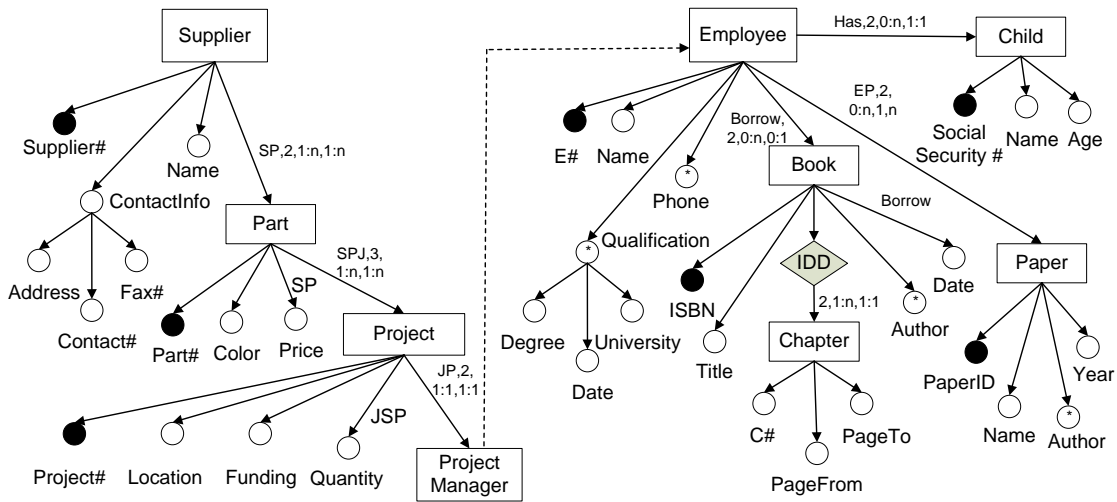 Supplier
Supplier#
Name
SP,2,1:n,1:n
ContactInfo
Part
Address
Fax#
Contact#
SPJ,3,
1:n,1:n
SP
Part#
Color
Price
Project
JP,2,
1:1,1:1
JSP
Project#
Location
Funding
Quantity
Project
Manager
Employee
Has,2,0:n,1:1
Child
E#
Name
Borrow,
2,0:n,0:1
EP,2,
0:n,1,n
Social
Security #
Name
Age
*
Phone
Book
Borrow
*
Qualification
Degree
University
Date
ISBN
Title
IDD
2,1:n,1:1
*
Author
Date
Paper
Chapter
C#
PageTo
PageFrom
PaperID
Year
Name
*
Author